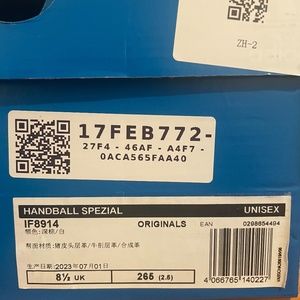 ZH-2
17FEB772-
27F4 - 46AF - A4F7 -
0ACA565FAA40
HANDBALL SPEZIAL UNISEX
IF8914 ORIGINALS EAN 0298654494
颜色:深棕/白
帮面材质:猪皮头层革/牛剖层革/合成革
生产日期:2023年07月01日
8½ UK 265 (2.5)
4 066765 140227